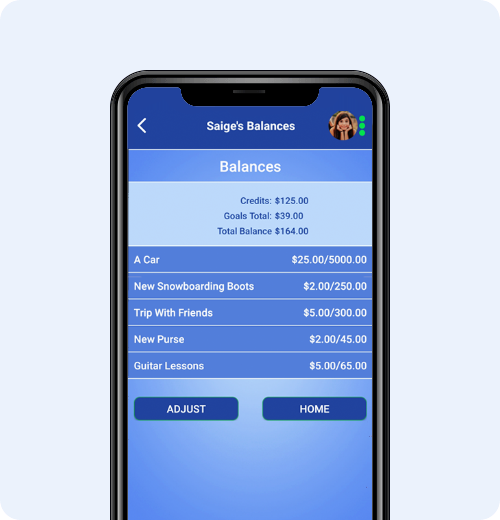 Saige's Balances
Balances
Credits: $125.00
Goals Total: $39.00
Total Balance $164.00
A Car $25.00/5000.00
New Snowboarding Boots $2.00/250.00
Trip With Friends $5.00/300.00
New Purse $2.00/45.00
Guitar Lessons $5.00/65.00
ADJUST HOME